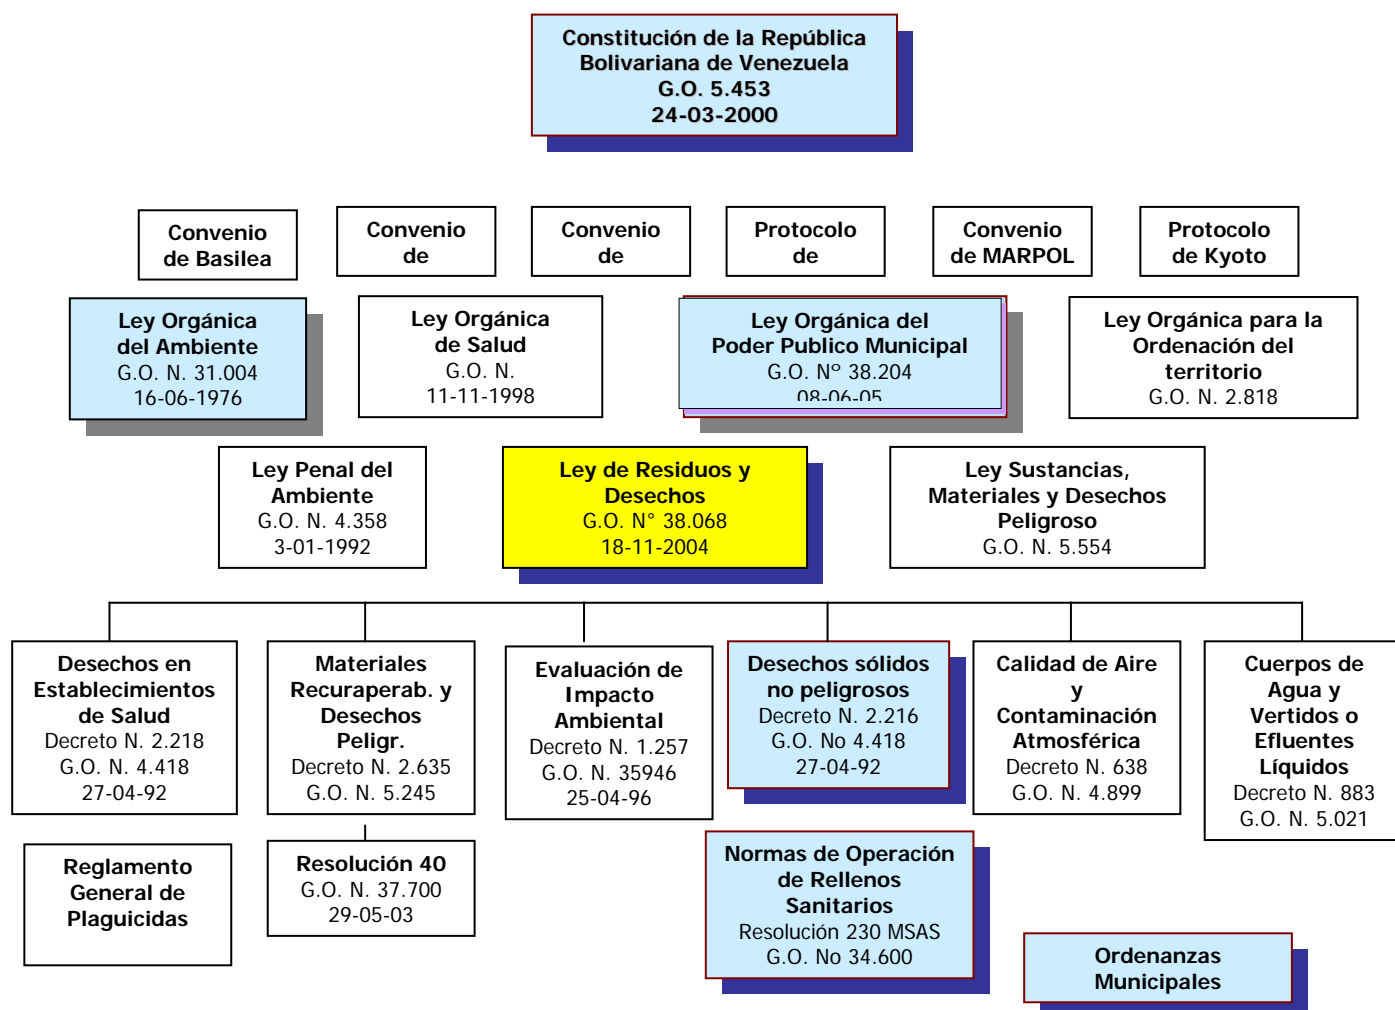 Constitución de la República
Bolivariana de Venezuela
G.O. 5.453
24-03-2000
Convenio
de Basilea
Convenio
de
Convenio
de
Protocolo
de
Convenio
de MARPOL
Protocolo
de Kyoto
Ley Orgánica
del Ambiente
G.O. N. 31.004
16-06-1976
Ley Orgánica
de Salud
G.O. N.
11-11-1998
Ley Orgánica del
Poder Publico Municipal
G.O. Nº 38.204
08-06-05
Ley Orgánica para la
Ordenación del
territorio
G.O. N. 2.818
Ley Penal del
Ambiente
G.O. N. 4.358
3-01-1992
Ley de Residuos y
Desechos
G.O. N° 38.068
18-11-2004
Ley Sustancias,
Materiales y Desechos
Peligroso
G.O. N. 5.554
Desechos en
Establecimientos
de Salud
Decreto N. 2.218
G.O. N. 4.418
27-04-92
Materiales
Recuraperab. y
Desechos
Peligr.
Decreto N. 2.635
G.O. N. 5.245
Evaluación de
Impacto
Ambiental
Decreto N. 1.257
G.O. N. 35946
25-04-96
Desechos sólidos
no peligrosos
Decreto N. 2.216
G.O. No 4.418
27-04-92
Calidad de Aire
y
Contaminación
Atmosférica
Decreto N. 638
G.O. N. 4.899
Cuerpos de
Agua y
Vertidos o
Efluentes
Líquidos
Decreto N. 883
G.O. N. 5.021
Reglamento
General de
Plaguicidas
Resolución 40
G.O. N. 37.700
29-05-03
Normas de Operación
de Rellenos
Sanitarios
Resolución 230 MSAS
G.O. No 34.600
Ordenanzas
Municipales